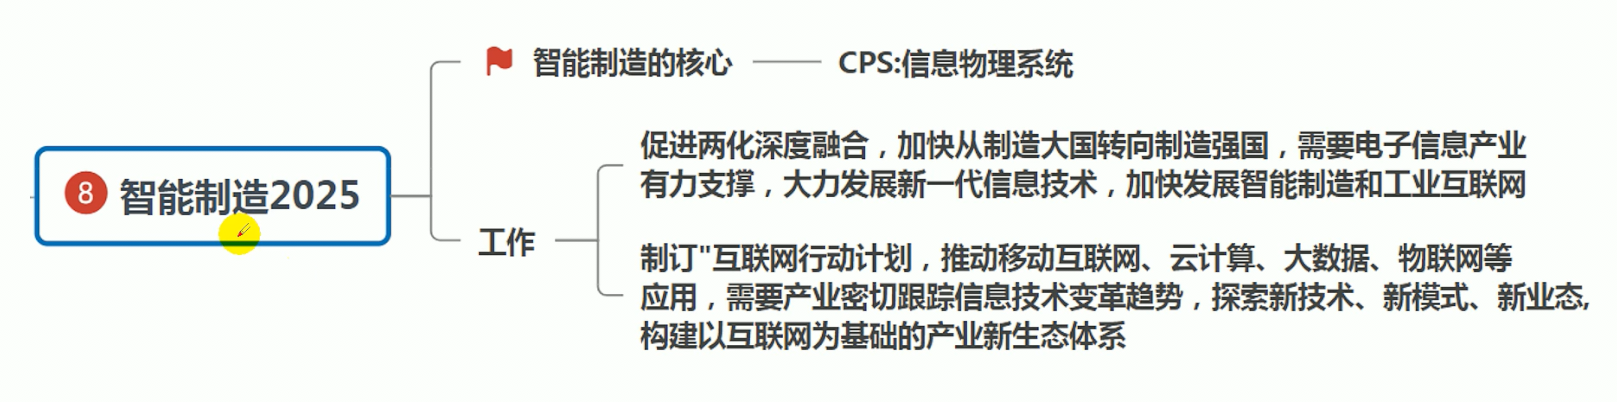 智能制造的核心
CPS:信息物理系统
8 智能制造2025
工作
促进两化深度融合，加快从制造大国转向制造强国，需要电子信息产业
有力支撑，大力发展新一代信息技术，加快发展智能制造和工业互联网
制订"互联网行动计划，推动移动互联网、云计算、大数据、物联网等
应用，需要产业密切跟踪信息技术变革趋势，探索新技术、新模式、新业态,
构建以互联网为基础的产业新生态体系